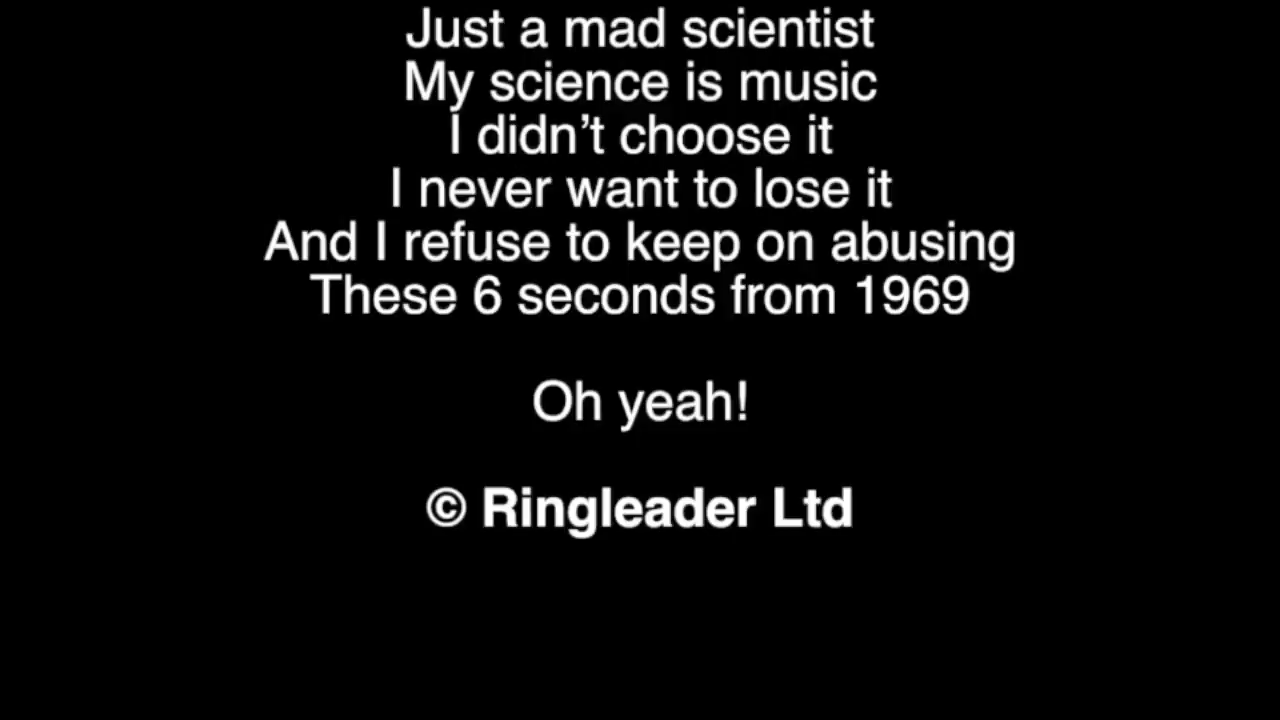 Just a mad scientist
My science is music
I didn’t choose it
I never want to lose it
And I refuse to keep on abusing
These 6 seconds from 1969
Oh yeah!
© Ringleader Ltd